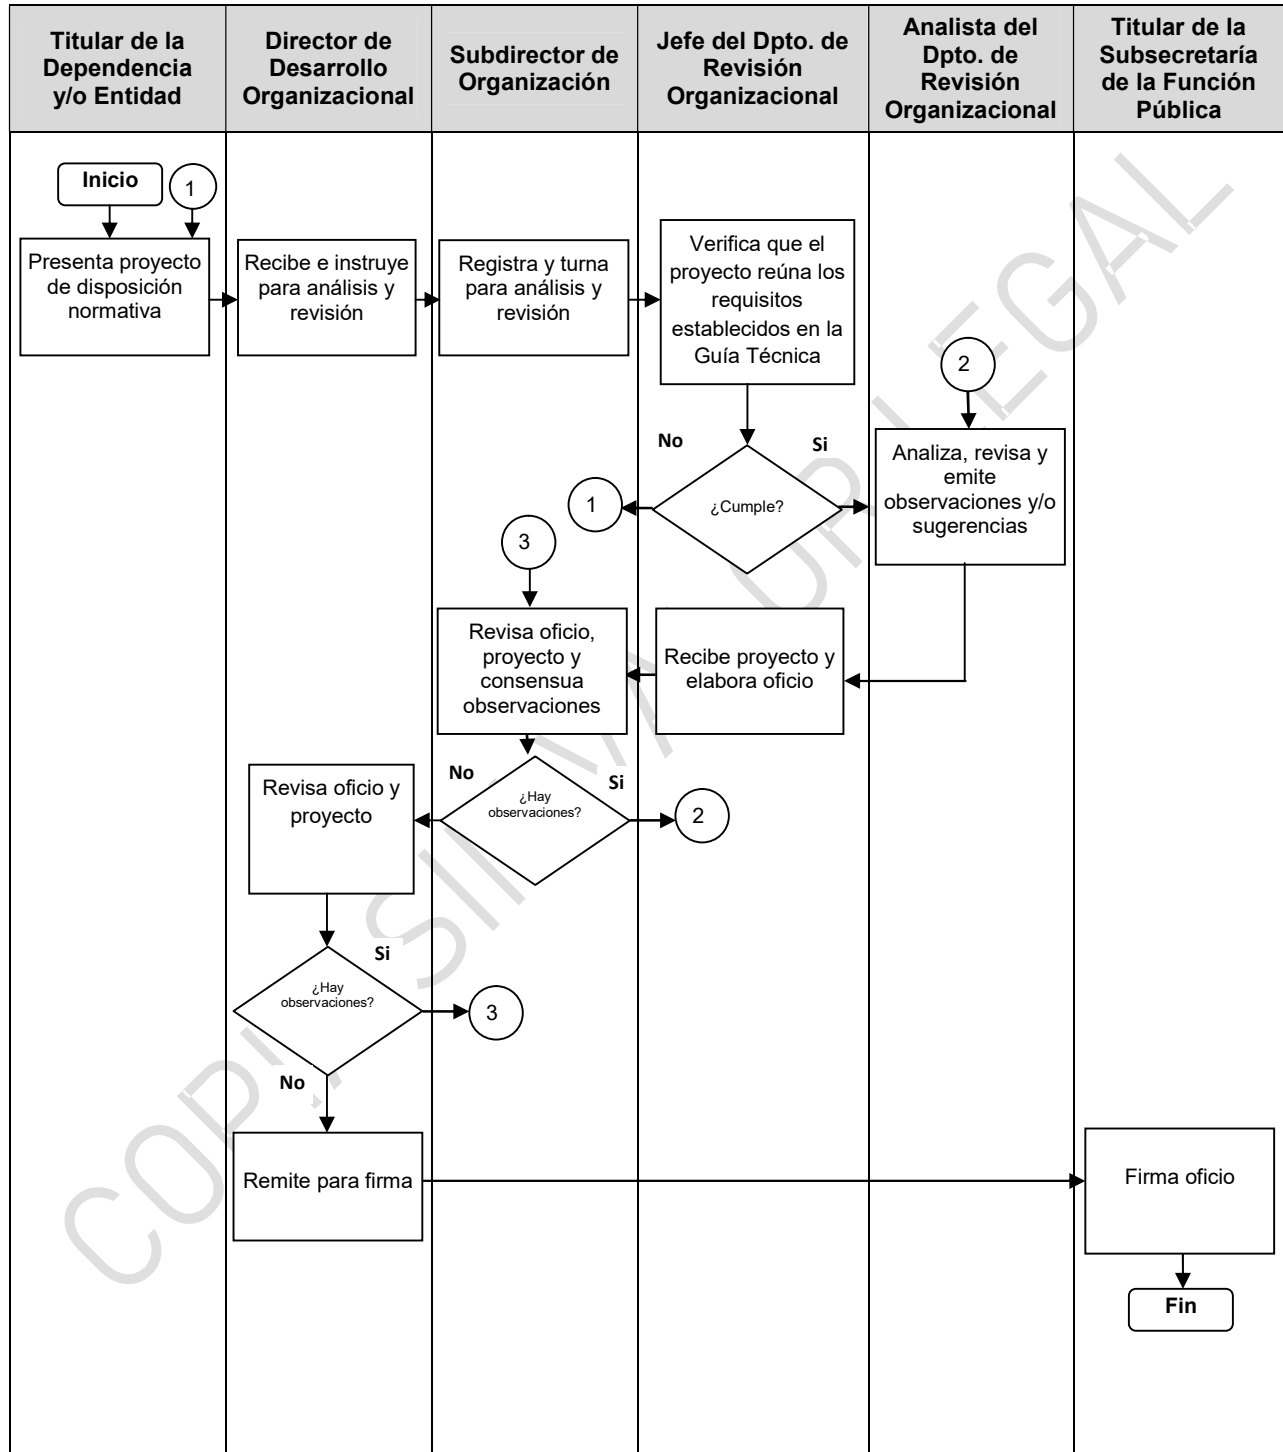 Titular de la
Dependencia
y/o Entidad
Director de
Desarrollo
Organizacional
Subdirector de
Organización
Jefe del Dpto. de
Revisión
Organizacional
Analista del
Dpto. de
Revisión
Organizacional
Titular de la
Subsecretaría
de la Función
Pública
Inicio
1
Presenta proyecto
de disposición
normativa
Recibe e instruye
para análisis y
revisión
Registra y turna
para análisis y
revisión
Verifica que el
proyecto reúna los
requisitos
establecidos en la
Guía Técnica
2
No
Si
¿Cumple?
1
Analiza, revisa y
emite
observaciones y/o
sugerencias
3
Revisa oficio,
proyecto y
consensua
observaciones
Recibe proyecto y
elabora oficio
No
Si
¿Hay
observaciones?
2
Revisa oficio y
proyecto
Si
¿Hay
observaciones?
3
No
Remite para firma
Firma oficio
Fin